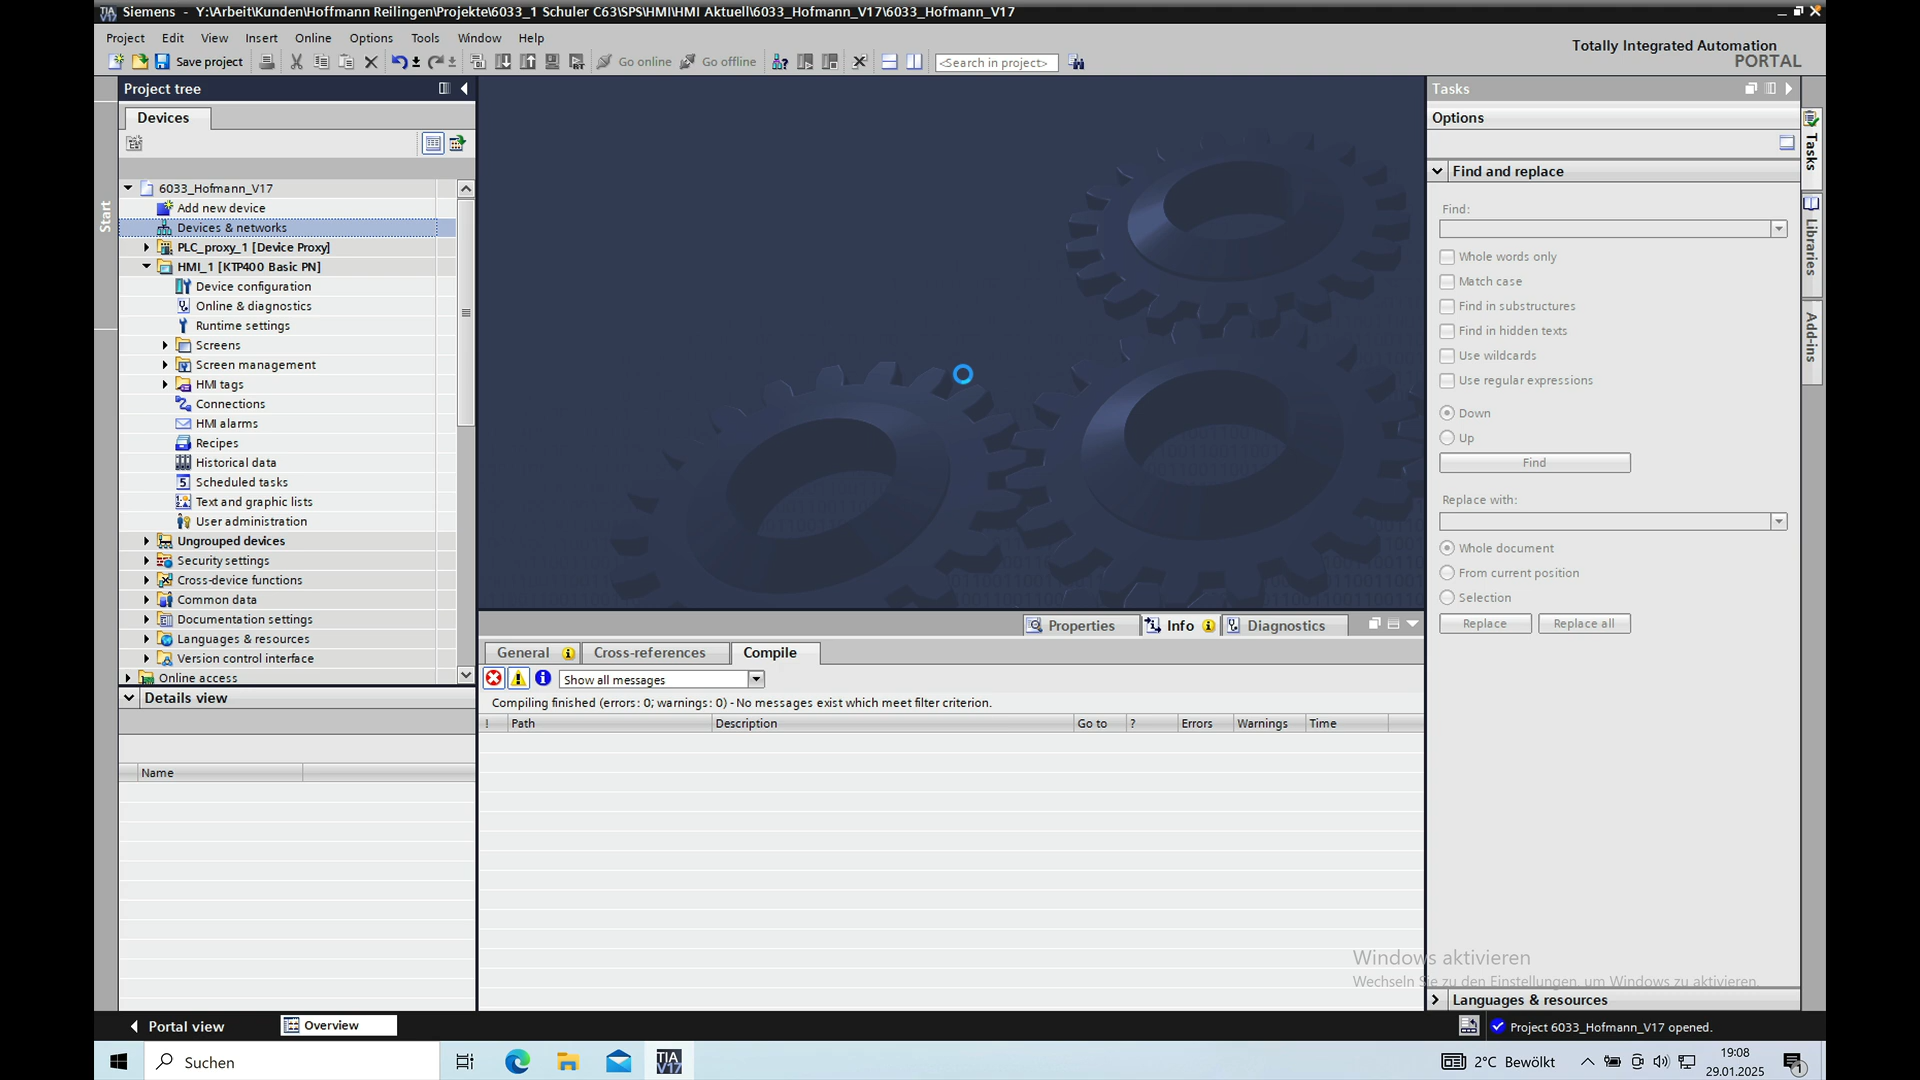 Siemens - Y:\Arbeit\Kunden\Hoffmann Reilingen\Projekte\6033_1 Schuler C63\SPS\HMI\HMI Aktuell\6033_Hofmann_V17\6033_Hofmann_V17
Project Edit View Insert Online Options Tools Window Help
Totally Integrated Automation
PORTAL
Save project
Go online
Go offline
<Search in project>
Project tree
Devices
Start
6033_Hofmann_V17
Add new device
Devices & networks
PLC_proxy_1 [Device Proxy]
HMI_1 [KTP400 Basic PN]
Device configuration
Online & diagnostics
Runtime settings
Screens
Screen management
HMI tags
Connections
HMI alarms
Recipes
Historical data
Scheduled tasks
Text and graphic lists
User administration
Ungrouped devices
Security settings
Cross-device functions
Common data
Documentation settings
Languages & resources
Version control interface
Online access
Details view
Name
Properties
Info
Diagnostics
General
Cross-references
Compile
Show all messages
Compiling finished (errors: 0; warnings: 0) - No messages exist which meet filter criterion.
! Path Description Go to ? Errors Warnings Time
Tasks
Options
Find and replace
Find:
Whole words only
Match case
Find in substructures
Find in hidden texts
Use wildcards
Use regular expressions
Down
Up
Find
Replace with:
Whole document
From current position
Selection
Replace
Replace all
Tasks
Libraries
Add-ins
Windows aktivieren
Wechseln Sie zu den Einstellungen, um Windows zu aktivieren.
Languages & resources
Portal view
Overview
Project 6033_Hofmann_V17 opened.
Suchen
TIA
V17
2°C Bewölkt
19:08
29.01.2025
1